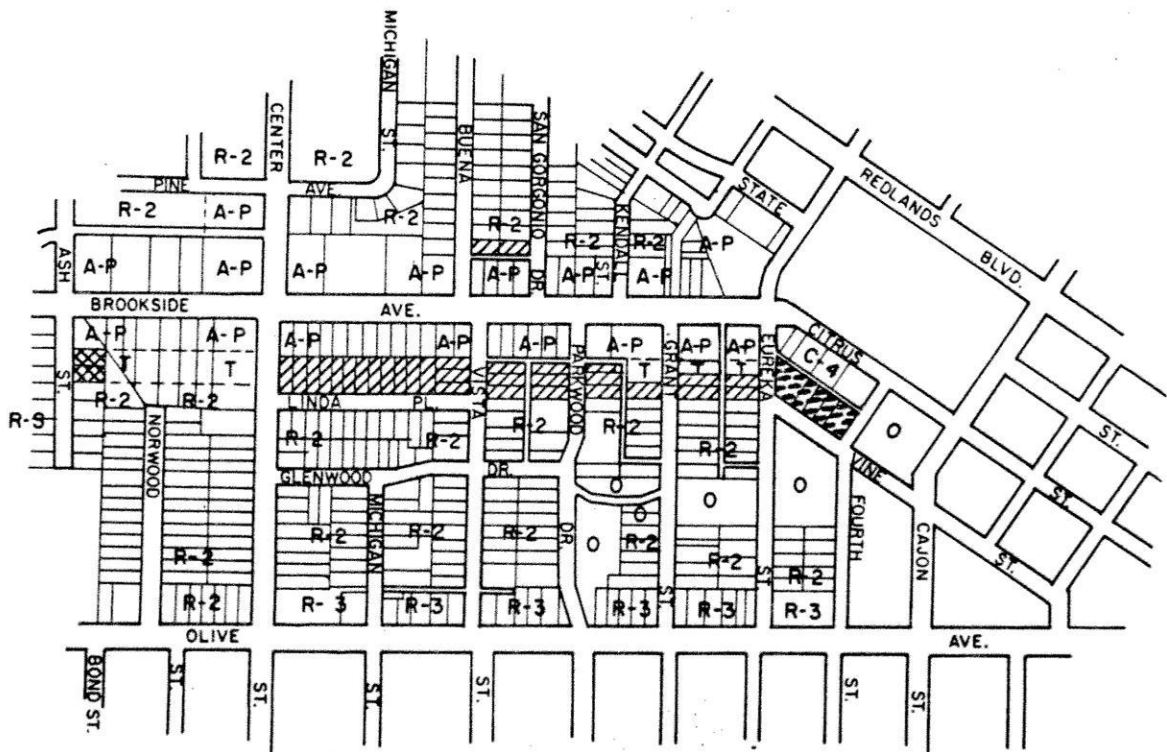 MICHIGAN
ST.
CENTER
BUENA
SAN GORGONIO
DR
R-2
R-2
PINE
AVE.
STATE
REDLANDS
BLVD.
R-2
A-P
R-2
R-2
R-2
KENDALL
ST.
R-2
A-P
ASH
ST.
A-P
A-P
A-P
A-P
A-P
A-P
A-P
BROOKSIDE
AVE.
CITRUS
ST.
A-P
A-P
A-P
A-P
A-P
A-P
A-P
A-P
T
T
T
T
T
C-4
VISTA
PARKWOOD
DR.
GRANT
ST.
EUREKA
ST.
R-2
R-2
LINDA
PL.
NORWOOD
R-2
R-2
R-2
R-2
R-2
O
VINE
ST.
ST.
GLENWOOD
DR.
MICHIGAN
O
O
O
O
O
FOURTH
CAJON
R-2
R-2
R-2
R-2
R-2
R-2
R-2
R-2
R-3
R-3
R-3
R-3
R-3
R-3
OLIVE
AVE.
BOND ST.
ST.
ST.
ST.
ST.
ST.
ST.